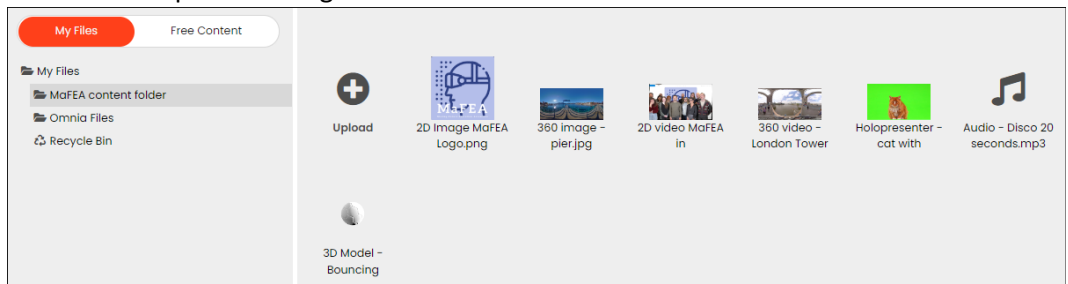 My Files
Free Content
My Files
MaFEA content folder
Omnia Files
Recycle Bin
Upload
MaFEA
2D Image MaFEA
Logo.png
360 image -
pier.jpg
2D video MaFEA
in
360 video -
London Tower
Holopresenter -
cat with
Audio - Disco 20
seconds.mp3
3D Model -
Bouncing